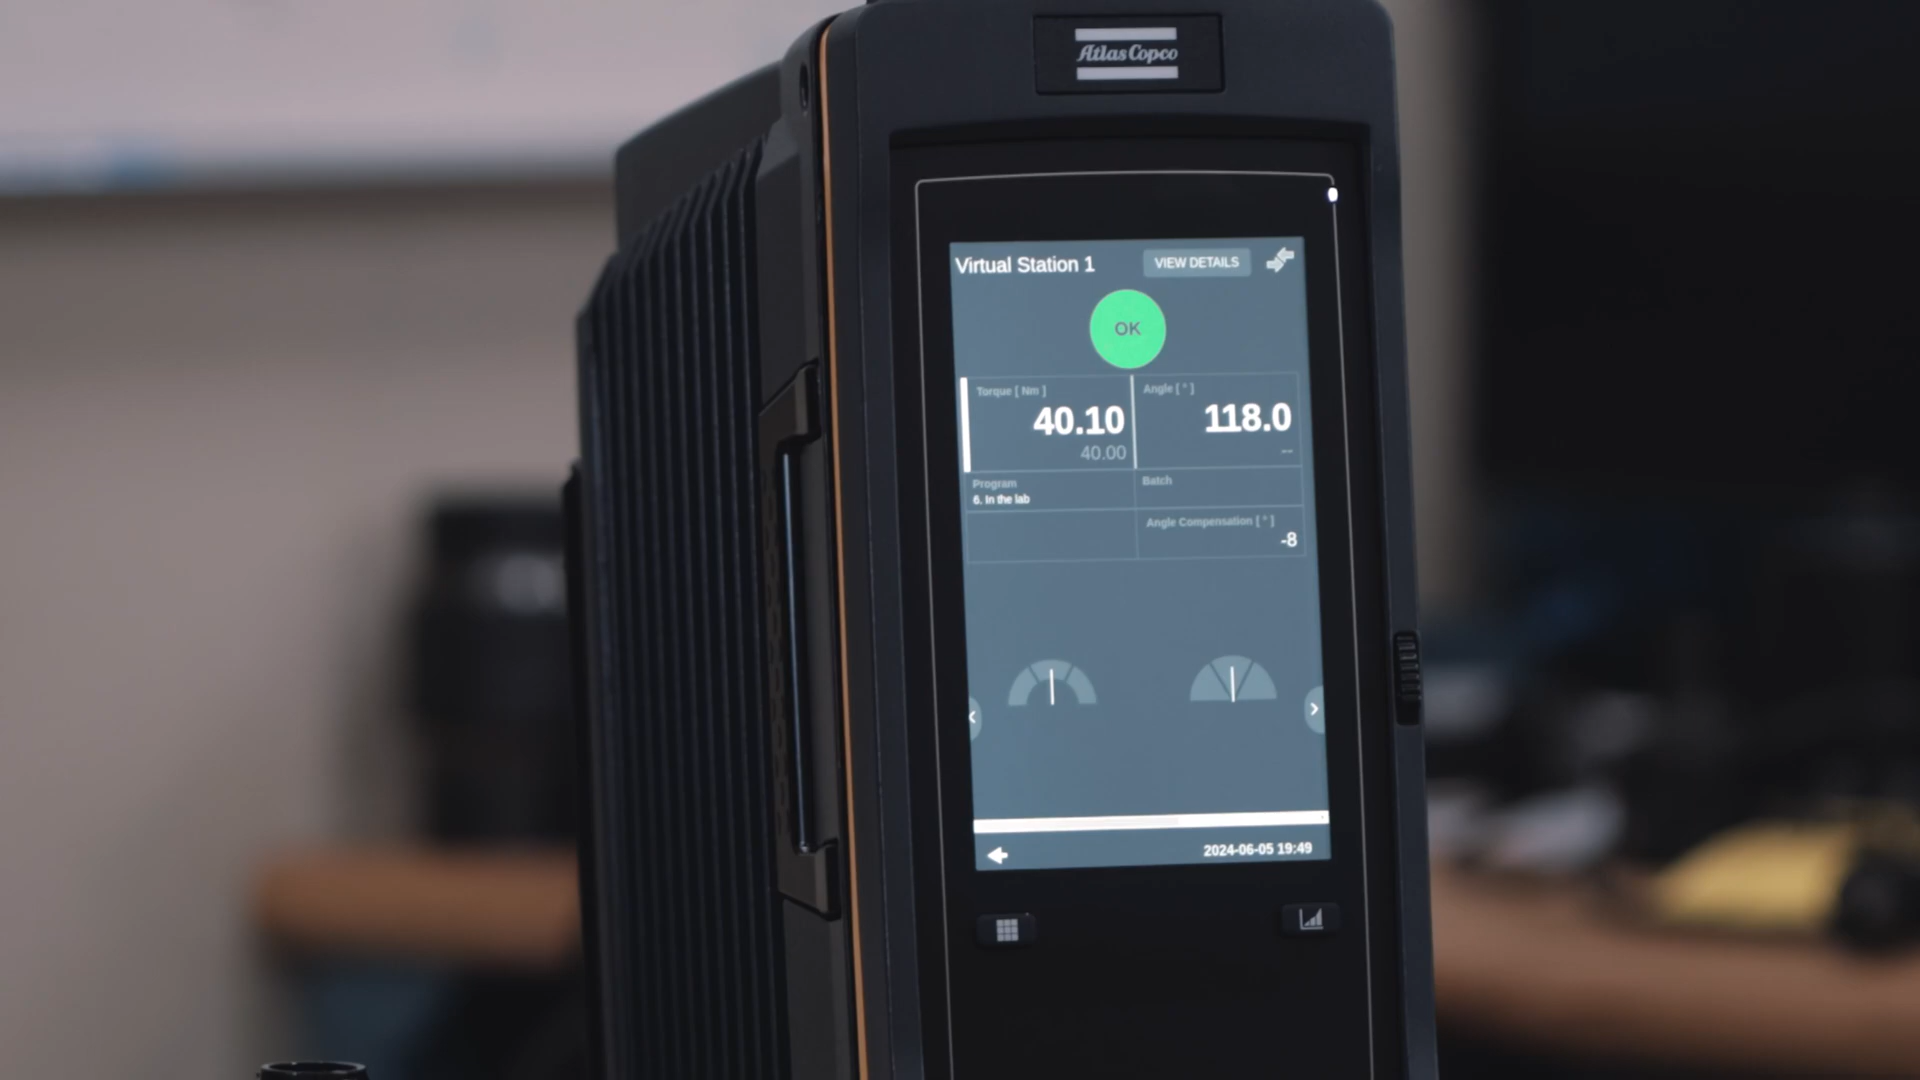 Atlas Copco
Virtual Station 1
VIEW DETAILS
OK
Torque [ Nm ]
Angle [ ° ]
40.10
118.0
40.00
--
Program
Batch
6. In the lab
Angle Compensation [ ° ]
-8
2024-06-05 19:49